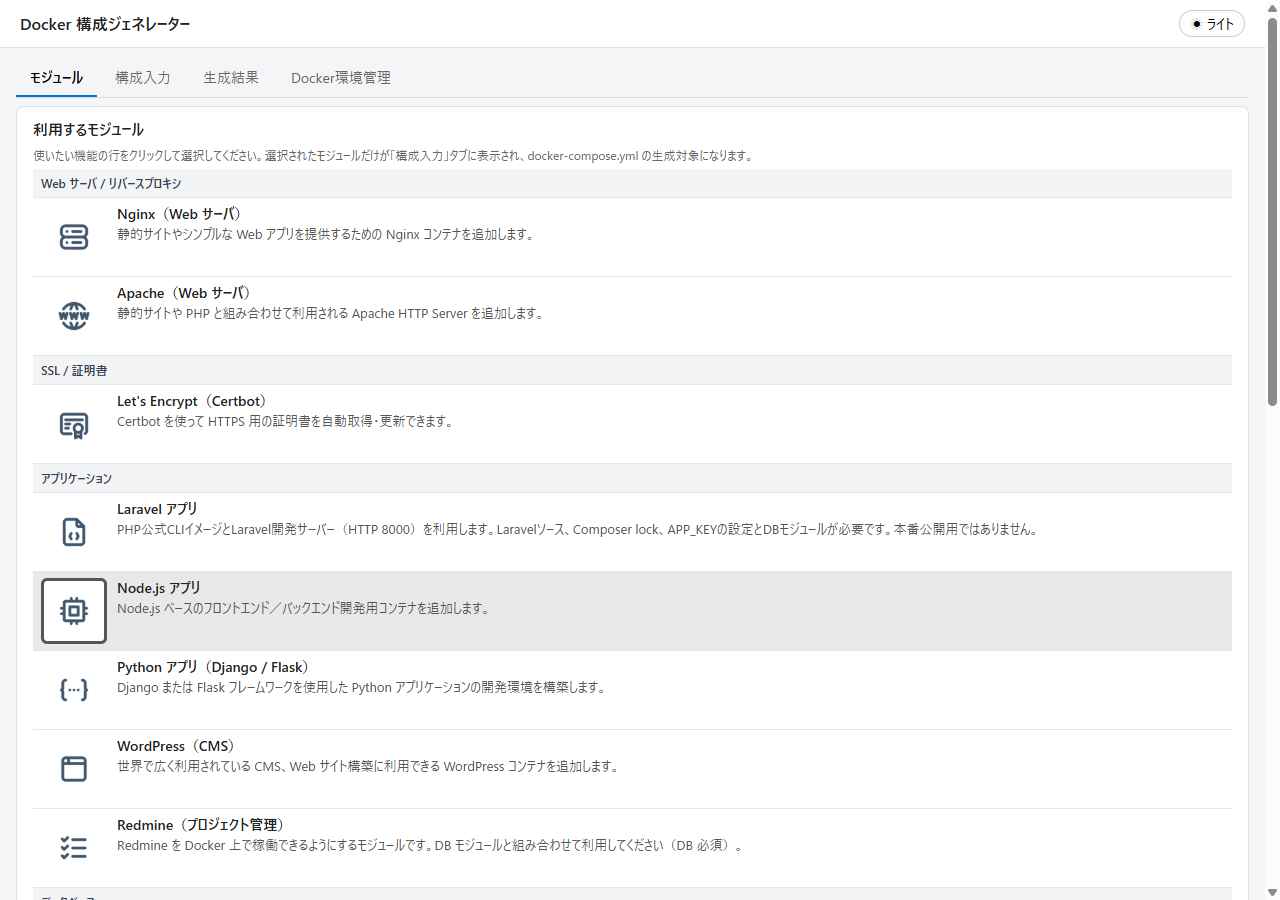 Docker 構成ジェネレーター
ライト
モジュール 構成入力 生成結果 Docker環境管理
利用するモジュール
使いたい機能の行をクリックして選択してください。選択されたモジュールだけが「構成入力」タブに表示され、docker-compose.yml の生成対象になります。
Web サーバ / リバースプロキシ
Nginx（Web サーバ）
静的サイトやシンプルな Web アプリを提供するための Nginx コンテナを追加します。
Apache（Web サーバ）
WWW
静的サイトや PHP と組み合わせて利用される Apache HTTP Server を追加します。
SSL / 証明書
Let's Encrypt（Certbot）
Certbot を使って HTTPS 用の証明書を自動取得・更新できます。
アプリケーション
Laravel アプリ
PHP公式CLIイメージとLaravel開発サーバー（HTTP 8000）を利用します。Laravelソース、Composer lock、APP_KEYの設定とDBモジュールが必要です。本番公開用ではありません。
Node.js アプリ
Node.js ベースのフロントエンド／バックエンド開発用コンテナを追加します。
Python アプリ（Django / Flask）
Django または Flask フレームワークを使用した Python アプリケーションの開発環境を構築します。
WordPress（CMS）
世界で広く利用されている CMS、Web サイト構築に利用できる WordPress コンテナを追加します。
Redmine（プロジェクト管理）
Redmine を Docker 上で稼働できるようにするモジュールです。DB モジュールと組み合わせて利用してください（DB 必須）。